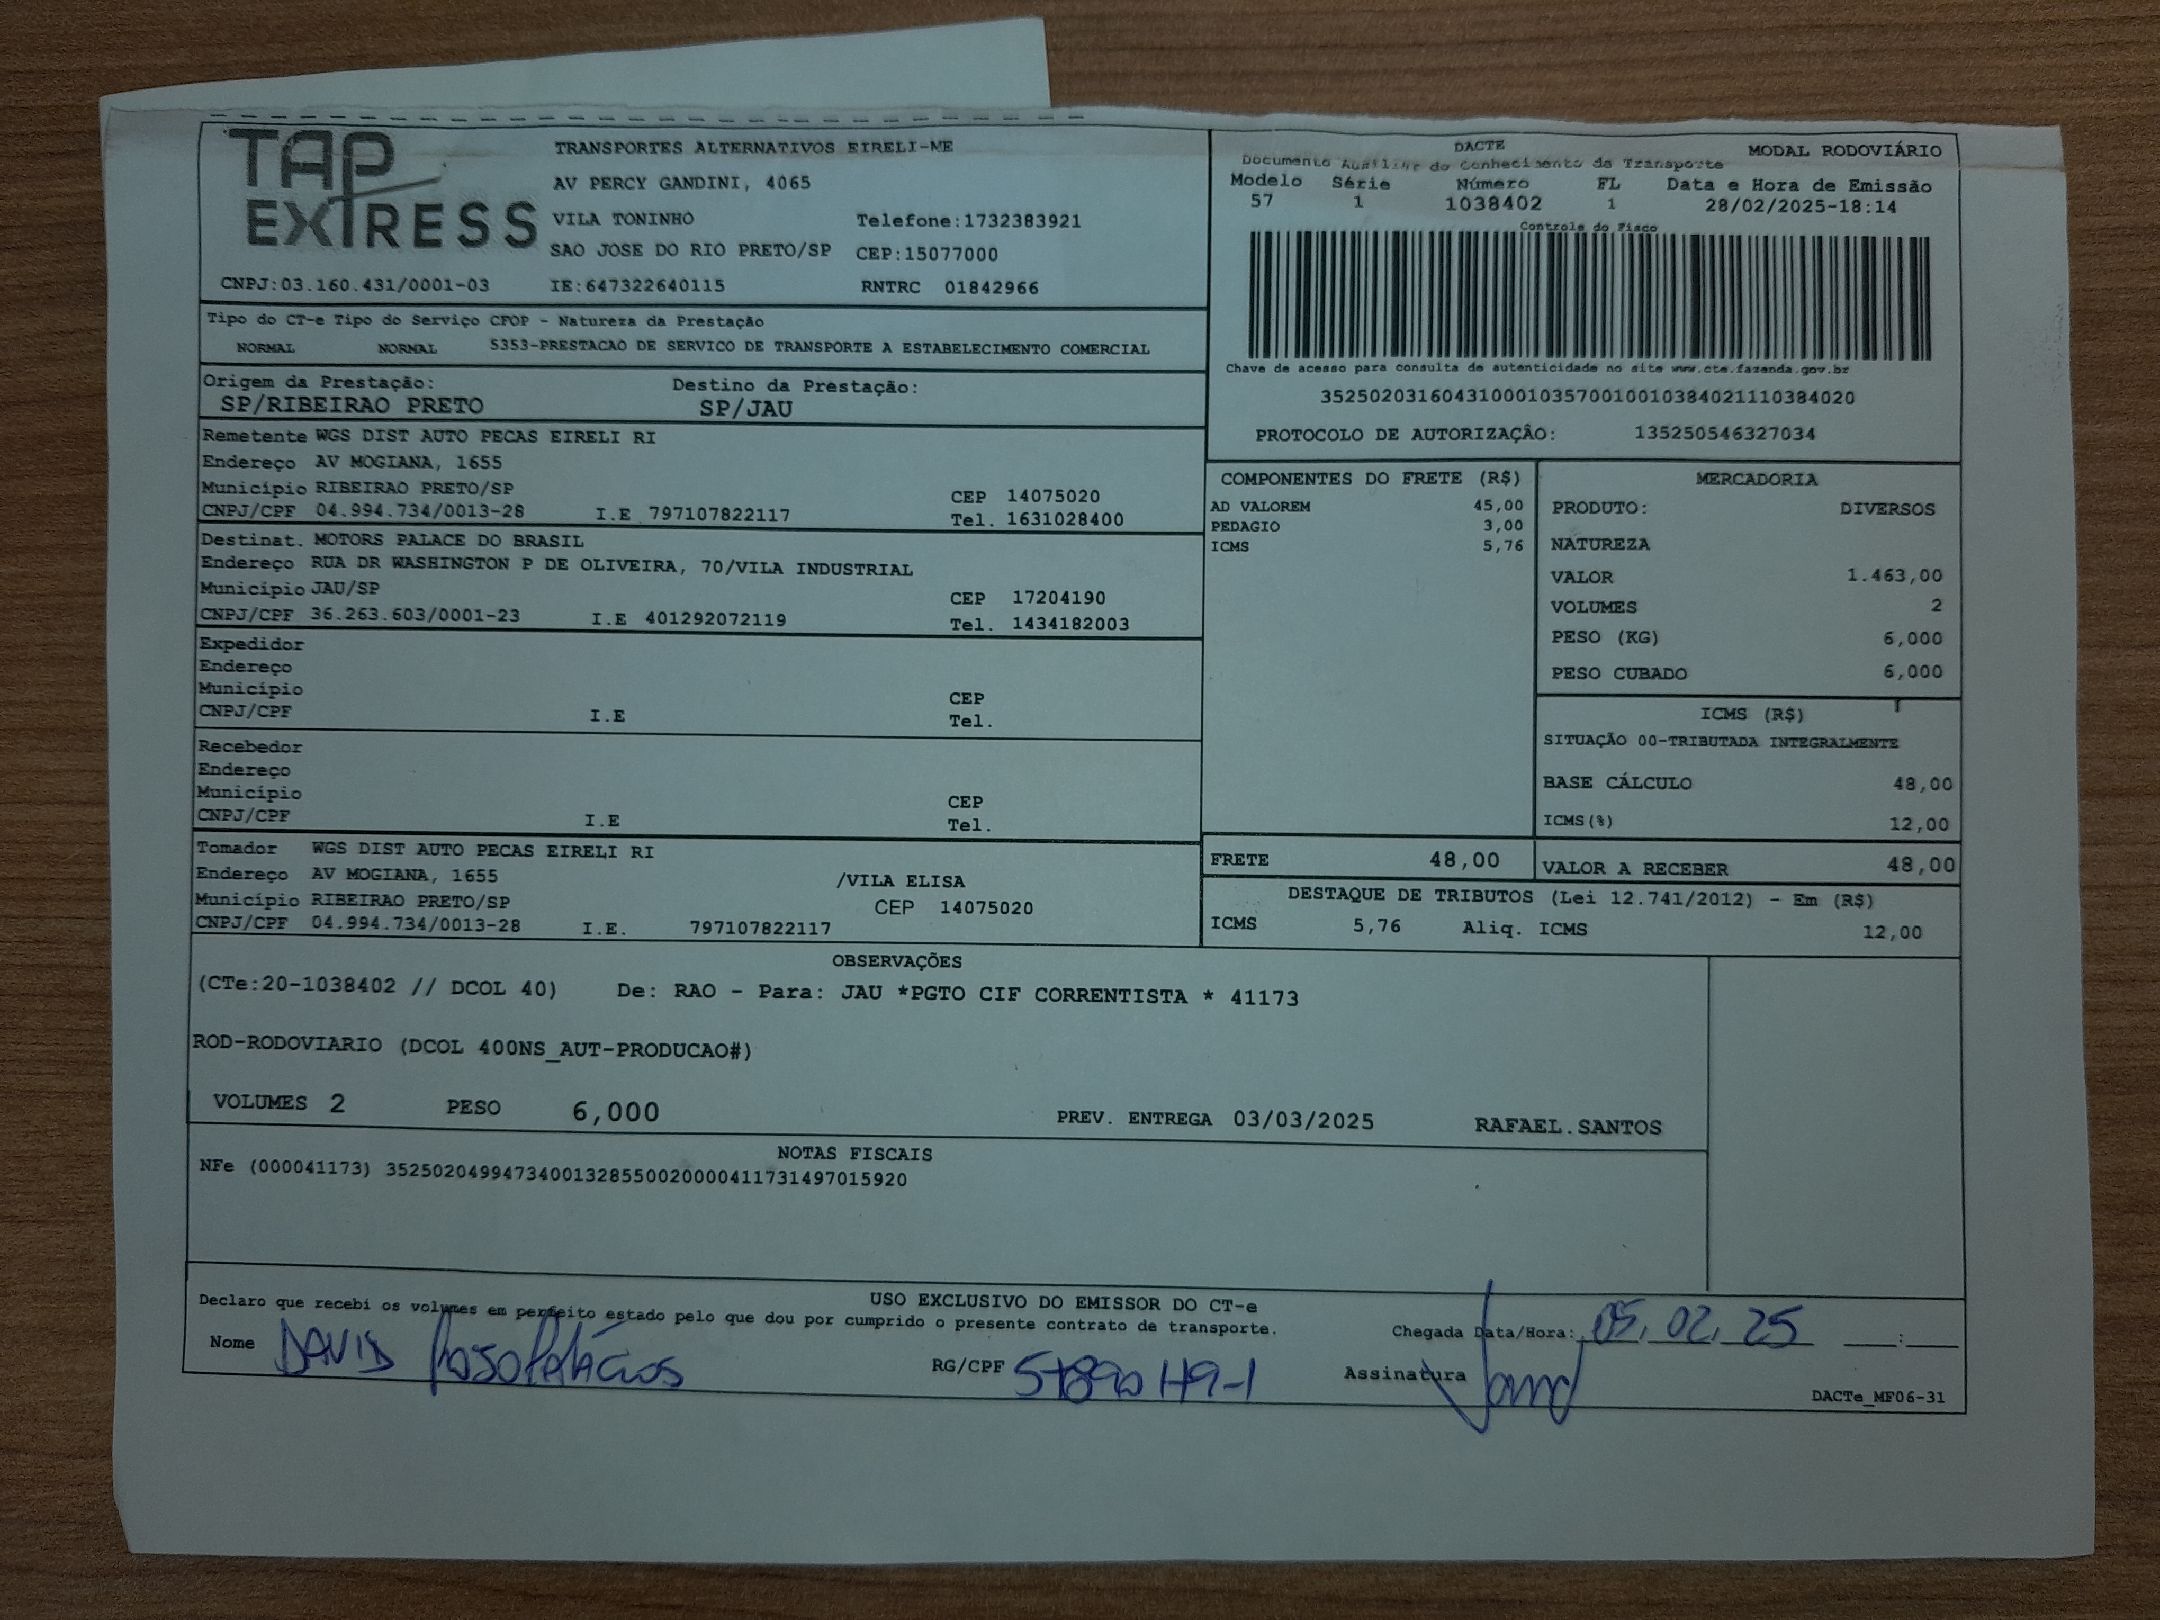 TAP EXPRESS
TRANSPORTES ALTERNATIVOS EIRELI-ME
AV PERCY GANDINI, 4065
VILA TONINHO Telefone:1732383921
SAO JOSE DO RIO PRETO/SP CEP:15077000
CNPJ:03.160.431/0001-03 IE:647322640115 RNTRC 01842966
DACTE MODAL RODOVIÁRIO
Documento Auxiliar do Conhecimento de Transporte
Modelo Série Número FL Data e Hora de Emissão
57 1 1038402 1 28/02/2025-18:14
Controle do Fisco
Chave de acesso para consulta de autenticidade no site www.cte.fazenda.gov.br
35250203160431000103570010010384021110384020
PROTOCOLO DE AUTORIZAÇÃO: 135250546327034
Tipo do CT-e Tipo do Serviço CFOP - Natureza da Prestação
NORMAL NORMAL 5353-PRESTACAO DE SERVICO DE TRANSPORTE A ESTABELECIMENTO COMERCIAL
Origem da Prestação: Destino da Prestação:
SP/RIBEIRAO PRETO SP/JAU
Remetente WGS DIST AUTO PECAS EIRELI RI
Endereço AV MOGIANA, 1655
Município RIBEIRAO PRETO/SP CEP 14075020
CNPJ/CPF 04.994.734/0013-28 I.E 797107822117 Tel. 1631028400
Destinat. MOTORS PALACE DO BRASIL
Endereço RUA DR WASHINGTON P DE OLIVEIRA, 70/VILA INDUSTRIAL
Município JAU/SP CEP 17204190
CNPJ/CPF 36.263.603/0001-23 I.E 401292072119 Tel. 1434182003
Expedidor
Endereço
Município CEP
CNPJ/CPF I.E Tel.
Recebedor
Endereço
Município CEP
CNPJ/CPF I.E Tel.
Tomador WGS DIST AUTO PECAS EIRELI RI
Endereço AV MOGIANA, 1655 /VILA ELISA
Município RIBEIRAO PRETO/SP CEP 14075020
CNPJ/CPF 04.994.734/0013-28 I.E. 797107822117
COMPONENTES DO FRETE (R$)
AD VALOREM 45,00
PEDAGIO 3,00
ICMS 5,76
MERCADORIA
PRODUTO: DIVERSOS
NATUREZA
VALOR 1.463,00
VOLUMES 2
PESO (KG) 6,000
PESO CUBADO 6,000
ICMS (R$)
SITUAÇÃO 00-TRIBUTADA INTEGRALMENTE
BASE CÁLCULO 48,00
ICMS(%) 12,00
FRETE 48,00 VALOR A RECEBER 48,00
DESTAQUE DE TRIBUTOS (Lei 12.741/2012) - Em (R$)
ICMS 5,76 Aliq. ICMS 12,00
OBSERVAÇÕES
(CTe:20-1038402 // DCOL 40) De: RAO - Para: JAU *PGTO CIF CORRENTISTA * 41173
ROD-RODOVIARIO (DCOL 400NS_AUT-PRODUCAO#)
VOLUMES 2 PESO 6,000 PREV. ENTREGA 03/03/2025 RAFAEL.SANTOS
NOTAS FISCAIS
NFe (000041173) 35250204994734001328550020000411731497015920
USO EXCLUSIVO DO EMISSOR DO CT-e
Declaro que recebi os volumes em perfeito estado pelo que dou por cumprido o presente contrato de transporte.
Chegada Data/Hora: 05.02.25 :
Nome DAVID RG/CPF Assinatura
DACTe_MF06-31